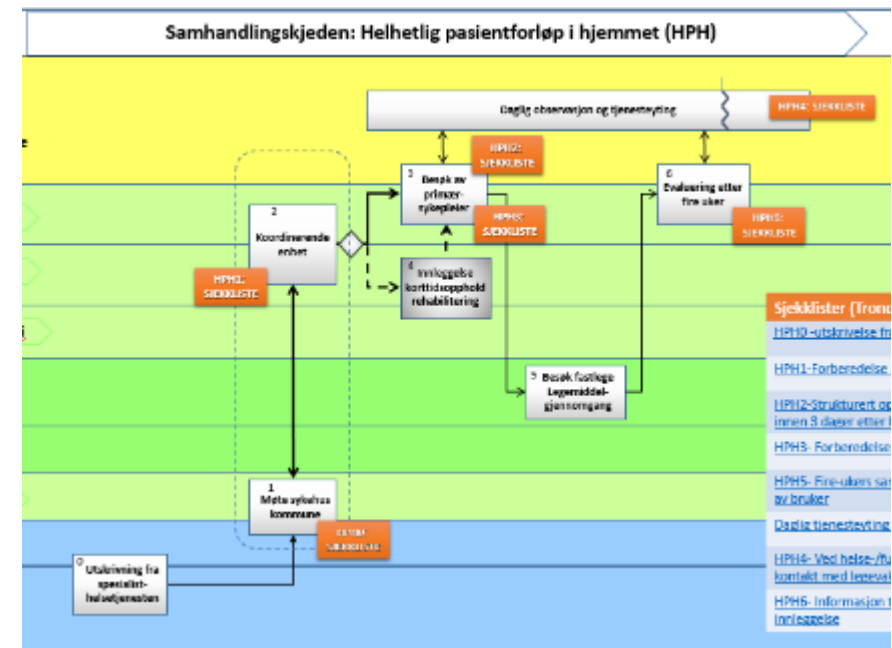 Samhandlingskjeden: Helhetlig pasientforløp i hjemmet (HPH)
Daglig observasjon og tjenesteyting
HPH4: SJEKKLISTE
e
HPH2:
SJEKKLISTE
3
Besøk av
primær-
sykepleier
HPH3:
SJEKKLISTE
6
Evaluering etter
fire uker
HPH5:
SJEKKLISTE
2
Koordinerende
enhet
HPH1:
SJEKKLISTE
4
Innleggelse
korttidsopphold
rehabilitering
i
5
Besøk fastlege
Legemiddel-
gjennomgang
1
Møte sykehus
kommune
SJEKKLISTE
0
Utskrivning fra
spesialist-
helsetjenesten
Sjekklister (Trond
HPH0 -utskrivelse fr
HPH1-Forberedelse
HPH2-Strukturert op
innen 3 dager etter
HPH3- Forberedelse
HPH5- Fire-ukers sa
av bruker
Daglig tjenesteyting
HPH4- Ved helse-/fu
kontakt med legevak
HPH6- Informasjon t
innleggelse